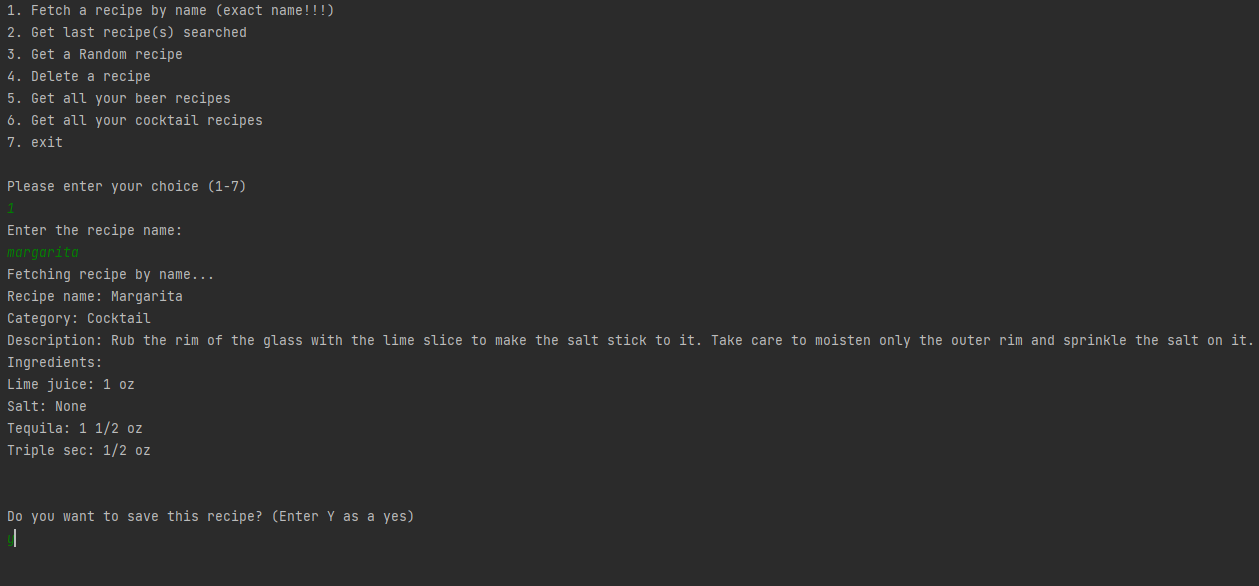 1. Fetch a recipe by name (exact name!!!)
2. Get last recipe(s) searched
3. Get a Random recipe
4. Delete a recipe
5. Get all your beer recipes
6. Get all your cocktail recipes
7. exit
Please enter your choice (1-7)
1
Enter the recipe name:
margarita
Fetching recipe by name...
Recipe name: Margarita
Category: Cocktail
Description: Rub the rim of the glass with the lime slice to make the salt stick to it. Take care to moisten only the outer rim and sprinkle the salt on it.
Ingredients:
Lime juice: 1 oz
Salt: None
Tequila: 1 1/2 oz
Triple sec: 1/2 oz
Do you want to save this recipe? (Enter Y as a yes)
y